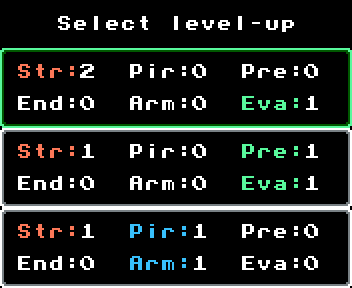 Select level-up
Str:2 Pir:0 Pre:0
End:0 Arm:0 Eva:1
Str:1 Pir:0 Pre:1
End:0 Arm:0 Eva:1
Str:1 Pir:1 Pre:0
End:0 Arm:1 Eva:0